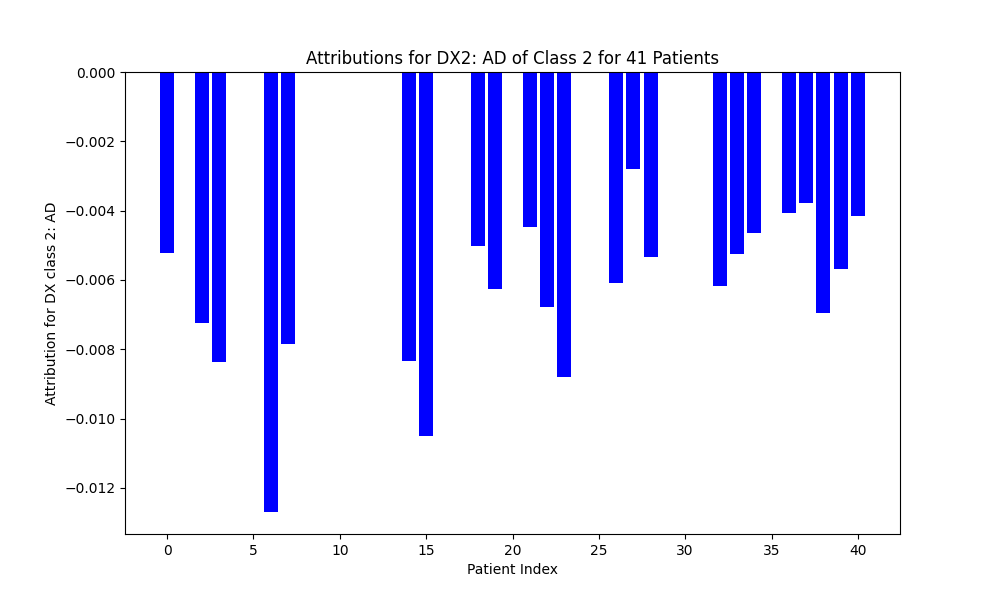 Attributions for DX2: AD of Class 2 for 41 Patients
Attribution for DX class 2: AD
0.000
−0.002
−0.004
−0.006
−0.008
−0.010
−0.012
0 5 10 15 20 25 30 35 40
Patient Index